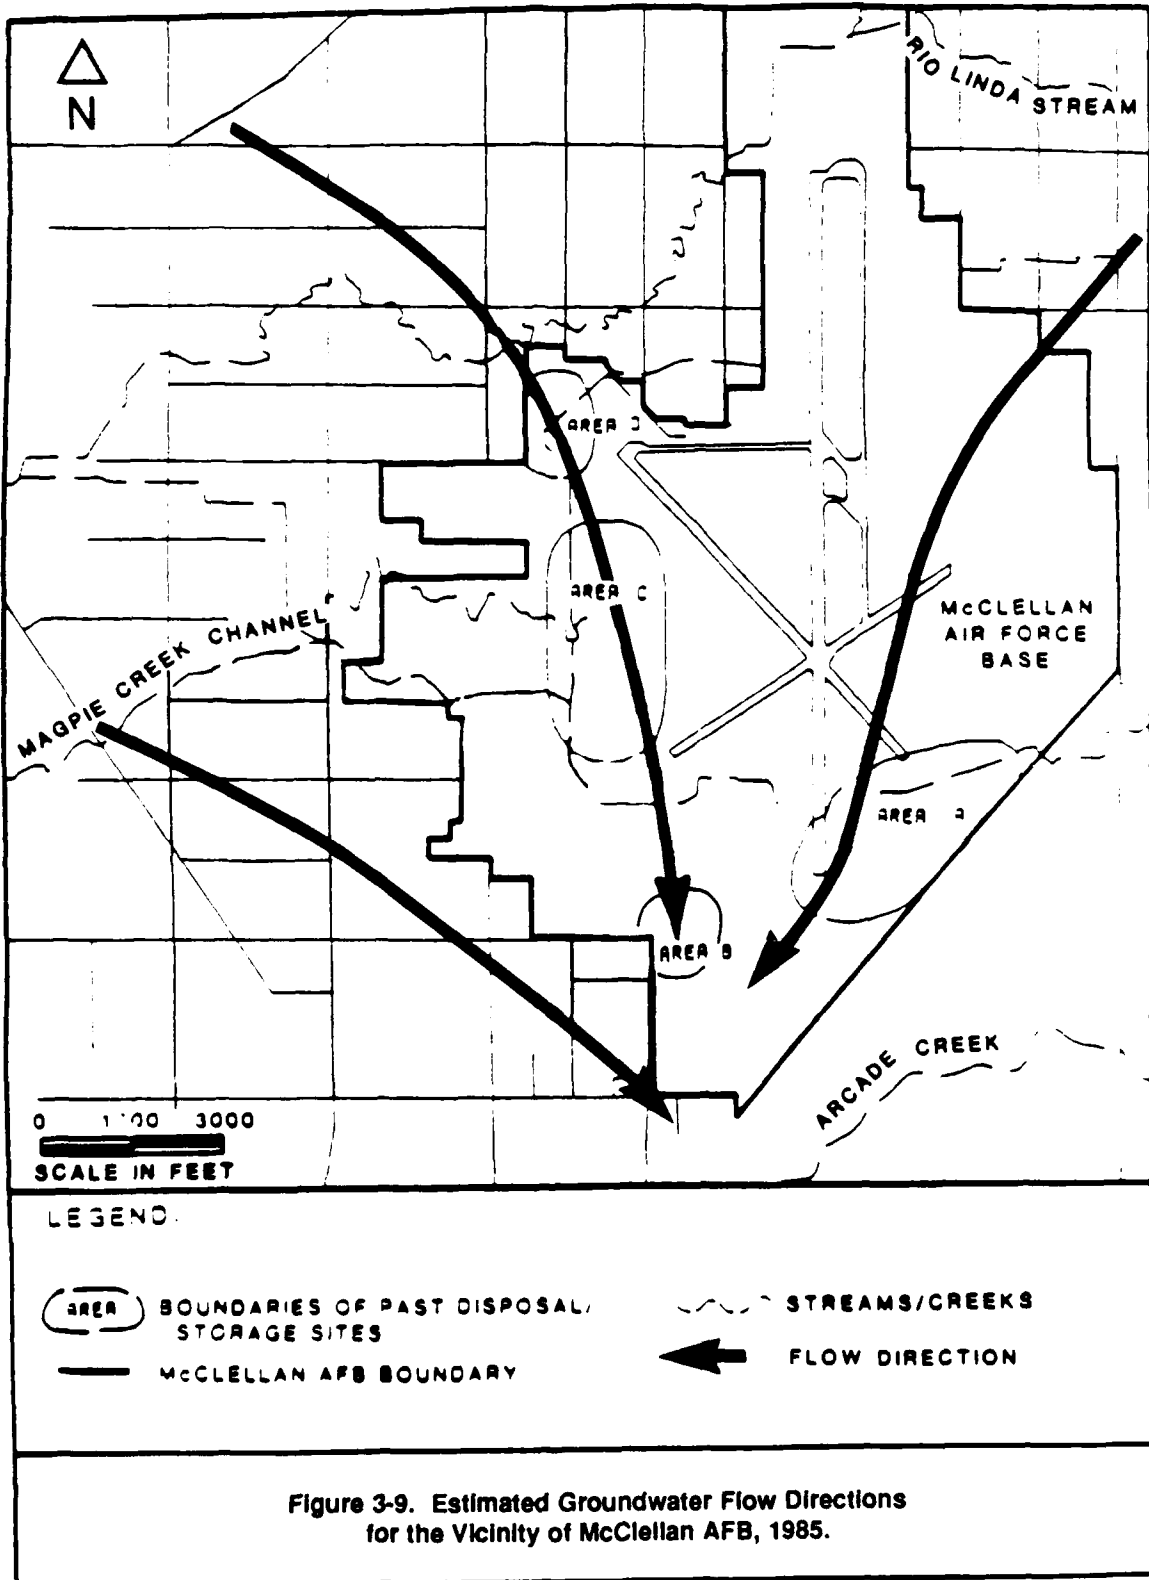 N
RIO LINDA STREAM
AREA D
AREA C
McCLELLAN
AIR FORCE
BASE
MAGPIE CREEK CHANNEL
AREA A
AREA B
ARCADE CREEK
0 3000
SCALE IN FEET
LEGEND
AREA
BOUNDARIES OF PAST DISPOSAL/
STORAGE SITES
McCLELLAN AFB BOUNDARY
STREAMS/CREEKS
FLOW DIRECTION
Figure 3-9. Estimated Groundwater Flow Directions
for the Vicinity of McClellan AFB, 1985.